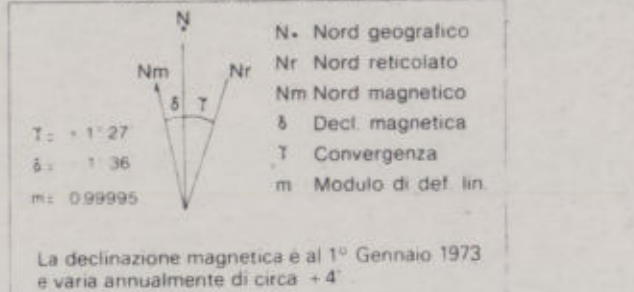 N
N. Nord geografico
Nm Nr Nr Nord reticolato
Nm Nord magnetico
δ γ δ Decl. magnetica
γ = + 1° 27
γ Convergenza
δ = 1° 36
m Modulo di def. lin.
m = 0.99995
La declinazione magnetica è al 1° Gennaio 1973
e varia annualmente di circa + 4'